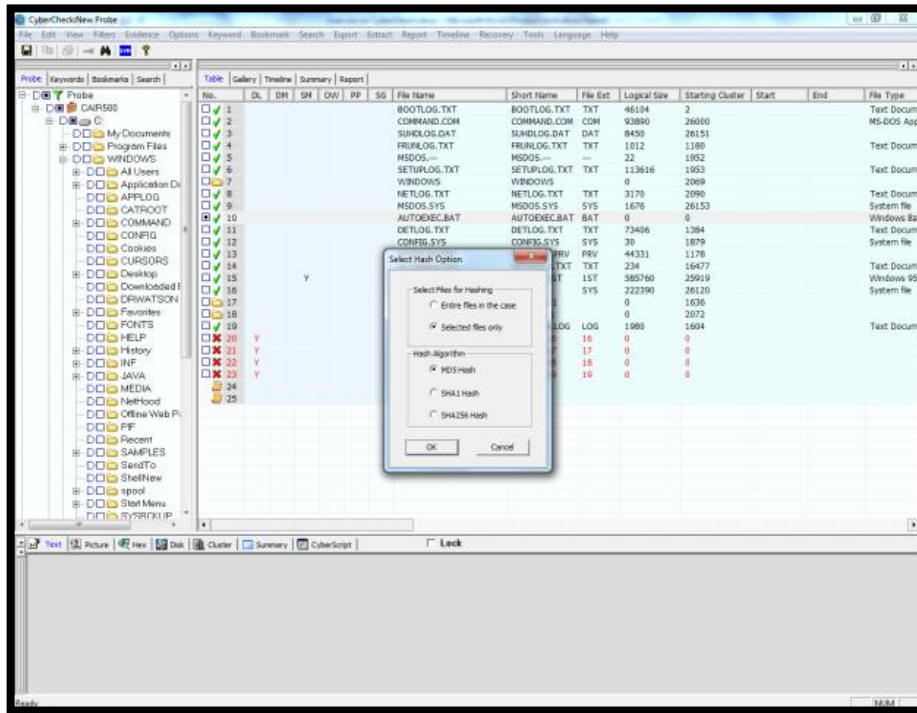 CyberCheck\New Probe
File Edit View Filters Evidence Options Keyword Bookmark Search Export Extract Report Timeline Recovery Tools Language Help
Probe Keywords Bookmarks Search
Table Gallery Timeline Summary Report
Probe
CAIR500
C:
My Documents
Program Files
WINDOWS
All Users
Application
APPLOG
CATROOT
COMMAND
CONFIG
Cookies
CURSORS
Desktop
Downloaded
DRWATSON
Favorites
FONTS
HELP
History
INF
JAVA
MEDIA
NetHood
Offline Web
PIF
Recent
SAMPLES
SendTo
ShellNew
spool
Start Menu
SYSBCKUP
No. DL DM SM OW PP SG File Name Short Name File Ext Logical Size Starting Cluster Start End File Type
1 BOOTLOG.TXT BOOTLOG.TXT TXT 46104 2 Text Docum
2 COMMAND.COM COMMAND.COM COM 93890 26000 MS-DOS App
3 SUHDLOG.DAT SUHDLOG.DAT DAT 8450 26151
4 FRUNLOG.TXT FRUNLOG.TXT TXT 1012 1180 Text Docum
5 MSDOS.--- MSDOS.--- --- 22 1952
6 SETUPLOG.TXT SETUPLOG.TXT TXT 113616 1953 Text Docum
7 WINDOWS WINDOWS 0 2069
8 NETLOG.TXT NETLOG.TXT TXT 3170 2090 Text Docum
9 MSDOS.SYS MSDOS.SYS SYS 1676 26153 System file
10 AUTOEXEC.BAT AUTOEXEC.BAT BAT 0 0 Windows Ba
11 DETLOG.TXT DETLOG.TXT TXT 73406 1384 Text Docum
12 CONFIG.SYS CONFIG.SYS SYS 30 1879 System file
13 PRV PRV 44331 1178
14 TXT TXT 234 16477 Text Docum
15 Y ST 1ST 585760 25919 Windows 95
16 SYS 222390 26120 System file
17 0 1636
18 0 2072
19 LOG LOG 1980 1604 Text Docum
20 Y 16 0 0
21 Y 17 0 0
22 Y 18 0 0
23 Y 19 0 0
24
25
Select Hash Option
Select Files for Hashing
Entire files in the case
Selected files only
Hash Algorithm
MD5 Hash
SHA1 Hash
SHA256 Hash
OK Cancel
Text Picture Hex Disk Cluster Summary CyberScript Lock
Ready NUM